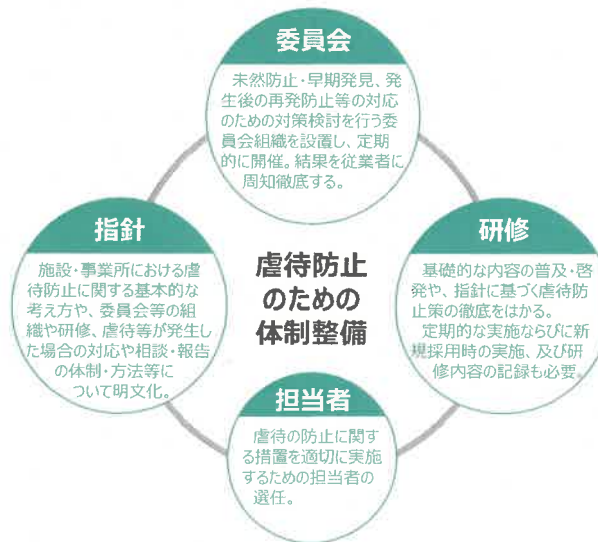 委員会
未然防止・早期発見、発
生後の再発防止等の対応
のための対策検討を行う委
員会組織を設置し、定期
的に開催。結果を従業者に
周知徹底する。
指針
施設・事業所における虐
待防止に関する基本的な
考え方や、委員会等の組
織や研修、虐待等が発生し
た場合の対応や相談・報告
の体制・方法等に
ついて明文化。
虐待防止
のための
体制整備
研修
基礎的な内容の普及・啓
発や、指針に基づく虐待防
止策の徹底をはかる。
定期的な実施ならびに新
規採用時の実施、及び研
修内容の記録も必要。
担当者
虐待の防止に関す
る措置を適切に実施
するための担当者の
選任。